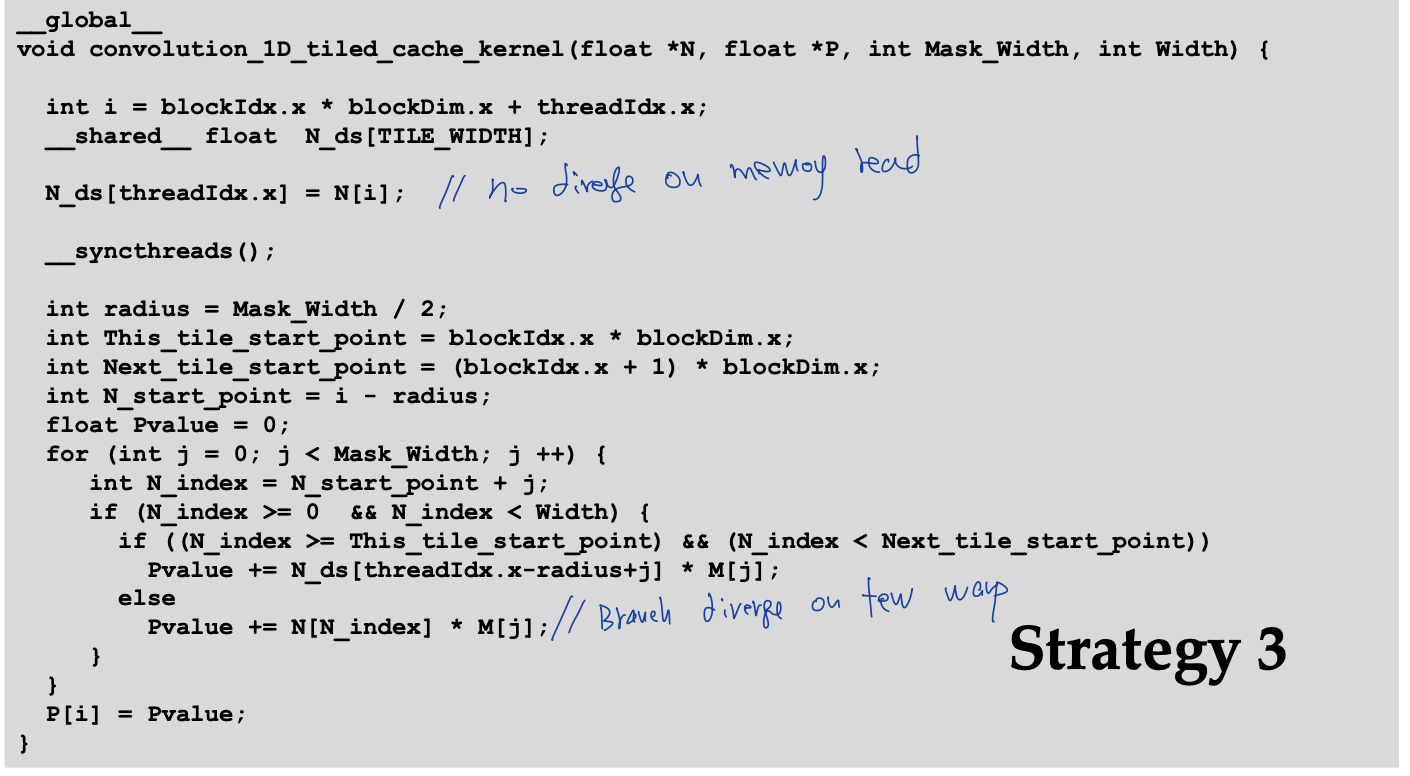 __global__
void convolution_1D_tiled_cache_kernel(float *N, float *P, int Mask_Width, int Width) {
int i = blockIdx.x * blockDim.x + threadIdx.x;
__shared__ float N_ds[TILE_WIDTH];
N_ds[threadIdx.x] = N[i]; // no diverge on memoy read
__syncthreads();
int radius = Mask_Width / 2;
int This_tile_start_point = blockIdx.x * blockDim.x;
int Next_tile_start_point = (blockIdx.x + 1) * blockDim.x;
int N_start_point = i - radius;
float Pvalue = 0;
for (int j = 0; j < Mask_Width; j ++) {
int N_index = N_start_point + j;
if (N_index >= 0 && N_index < Width) {
if ((N_index >= This_tile_start_point) && (N_index < Next_tile_start_point))
Pvalue += N_ds[threadIdx.x-radius+j] * M[j];
else
Pvalue += N[N_index] * M[j]; // Branch diverge on few warp
}
}
P[i] = Pvalue;
}
Strategy 3